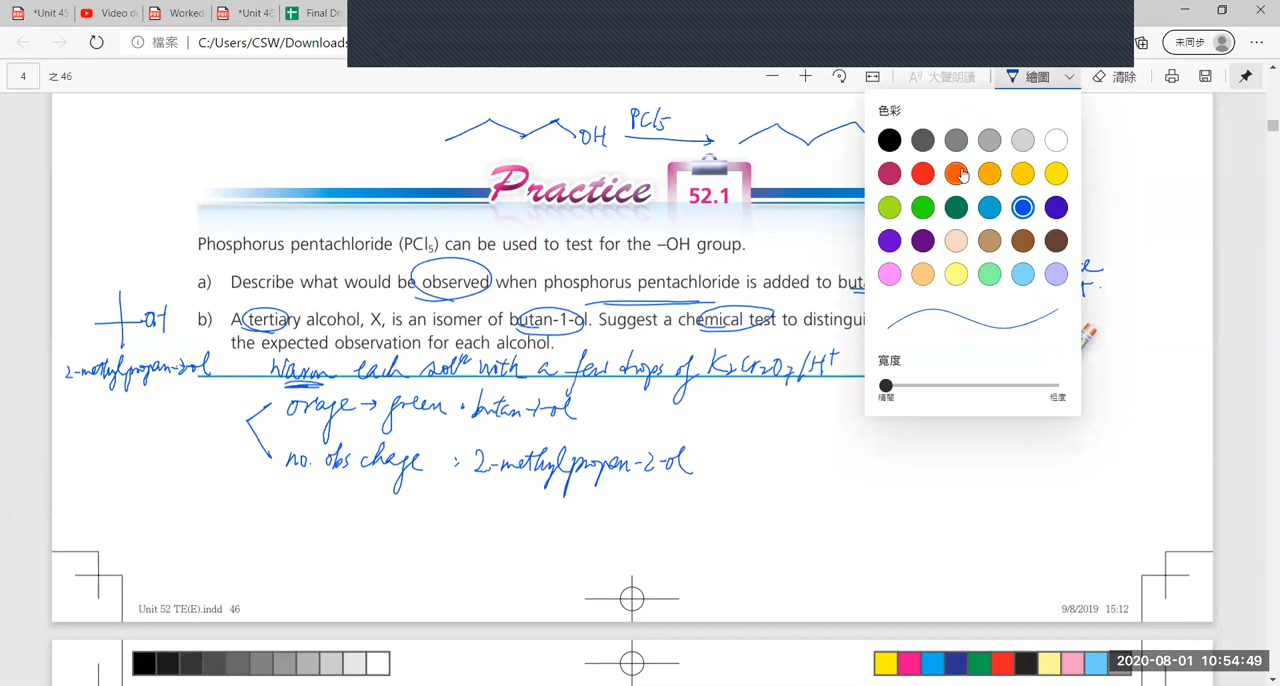 *Unit 45
Video d
Worked
*Unit 46
Final Dr
檔案
C:/Users/CSW/Downloads
未同步
4
之 46
大聲朗讀
繪圖
清除
色彩
寬度
OH PCl5
Practice
52.1
Phosphorus pentachloride (PCl5) can be used to test for the –OH group.
a) Describe what would be observed when phosphorus pentachloride is added to but
b) A tertiary alcohol, X, is an isomer of butan-1-ol. Suggest a chemical test to distingui
the expected observation for each alcohol.
OH
2-methylpropan-2-ol
Warm each solⁿ with a few drops of K2Cr2O7/H+
orage → green : butan-1-ol
no. obs chage : 2-methylpropan-2-ol
Unit 52 TE(E).indd 46
9/8/2019 15:12
2020-08-01 10:54:49